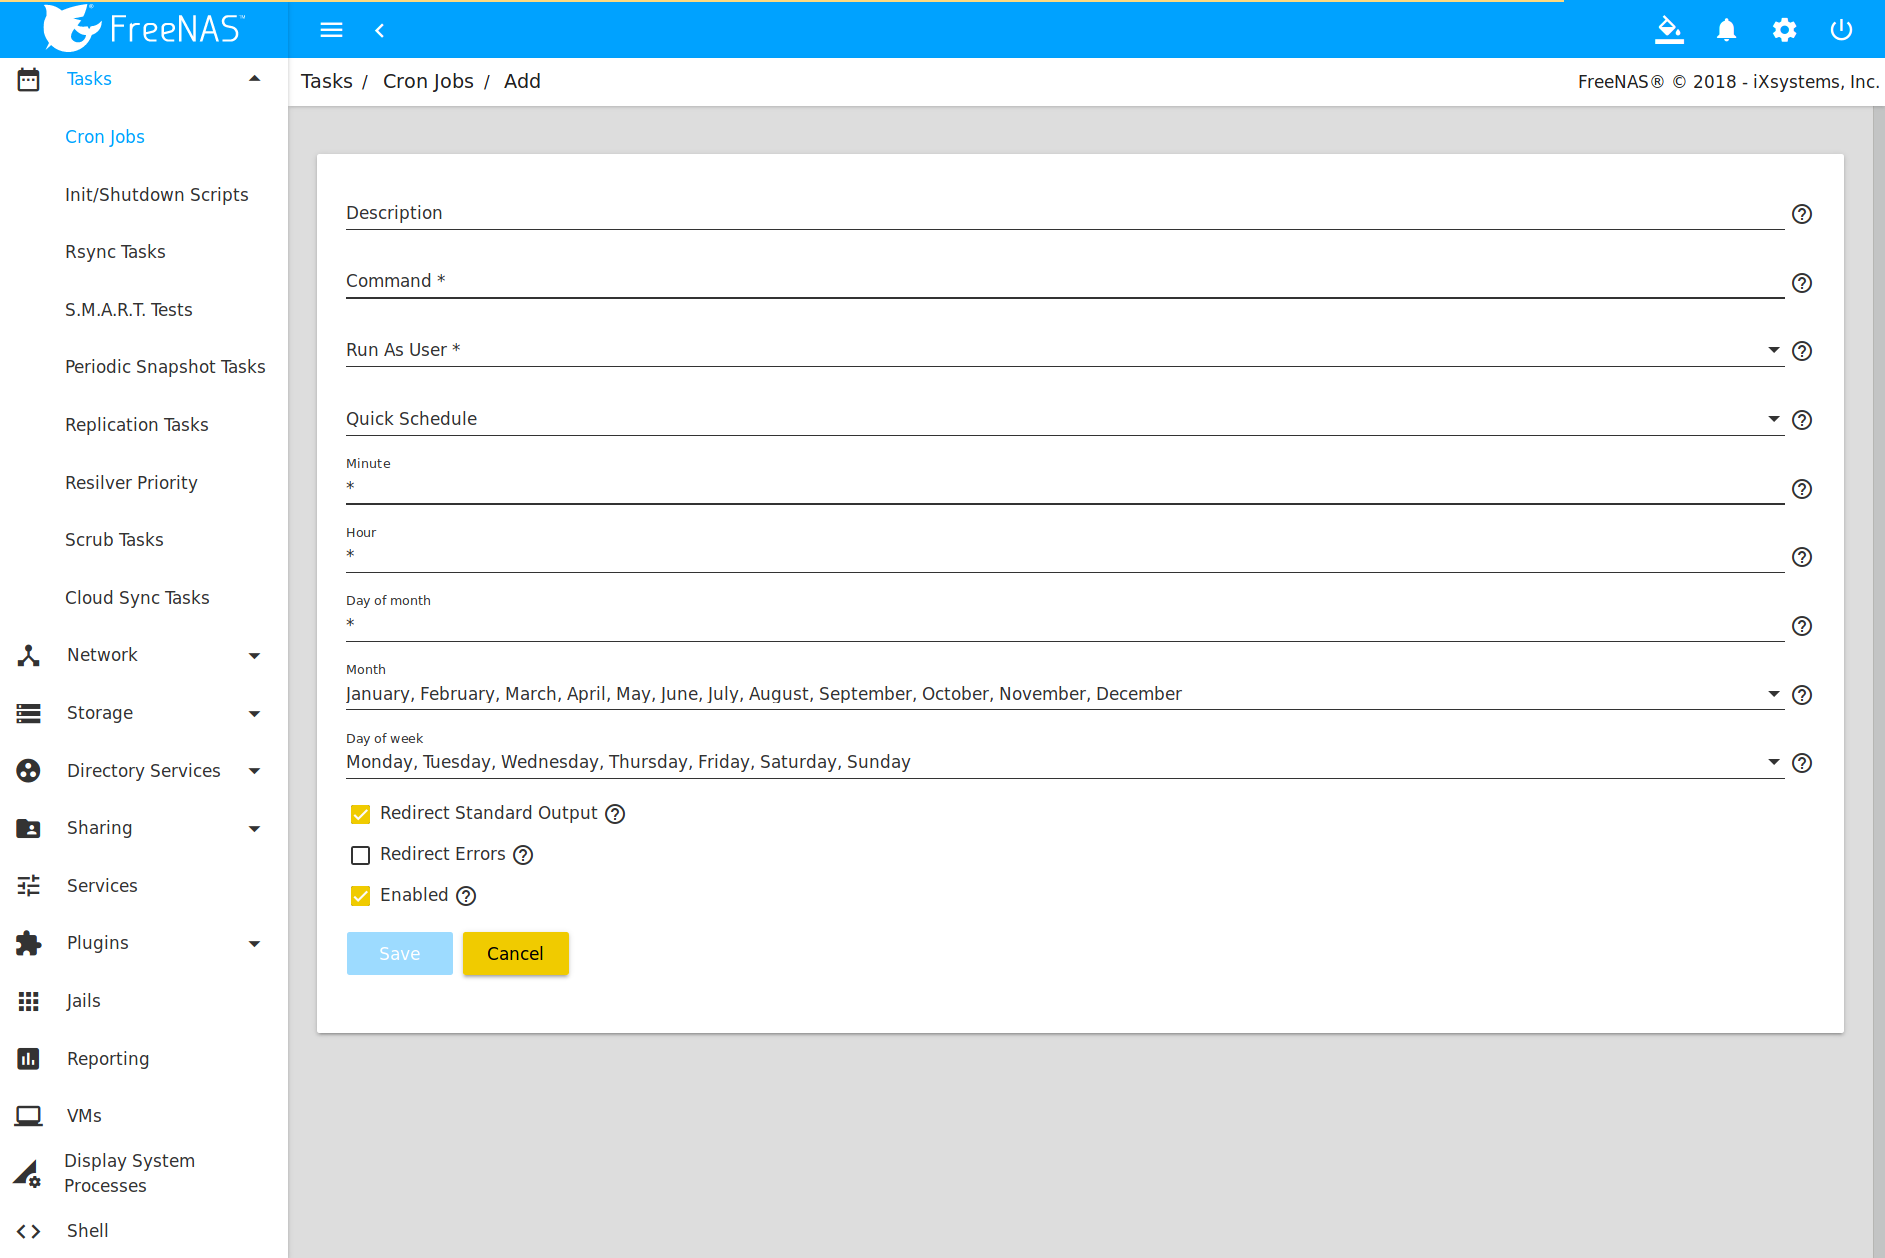 FreeNAS™
Tasks
Cron Jobs
Init/Shutdown Scripts
Rsync Tasks
S.M.A.R.T. Tests
Periodic Snapshot Tasks
Replication Tasks
Resilver Priority
Scrub Tasks
Cloud Sync Tasks
Network
Storage
Directory Services
Sharing
Services
Plugins
Jails
Reporting
VMs
Display System
Processes
Shell
Tasks / Cron Jobs / Add
FreeNAS® © 2018 - iXsystems, Inc.
Description
Command *
Run As User *
Quick Schedule
Minute
*
Hour
*
Day of month
*
Month
January, February, March, April, May, June, July, August, September, October, November, December
Day of week
Monday, Tuesday, Wednesday, Thursday, Friday, Saturday, Sunday
Redirect Standard Output
Redirect Errors
Enabled
Save Cancel